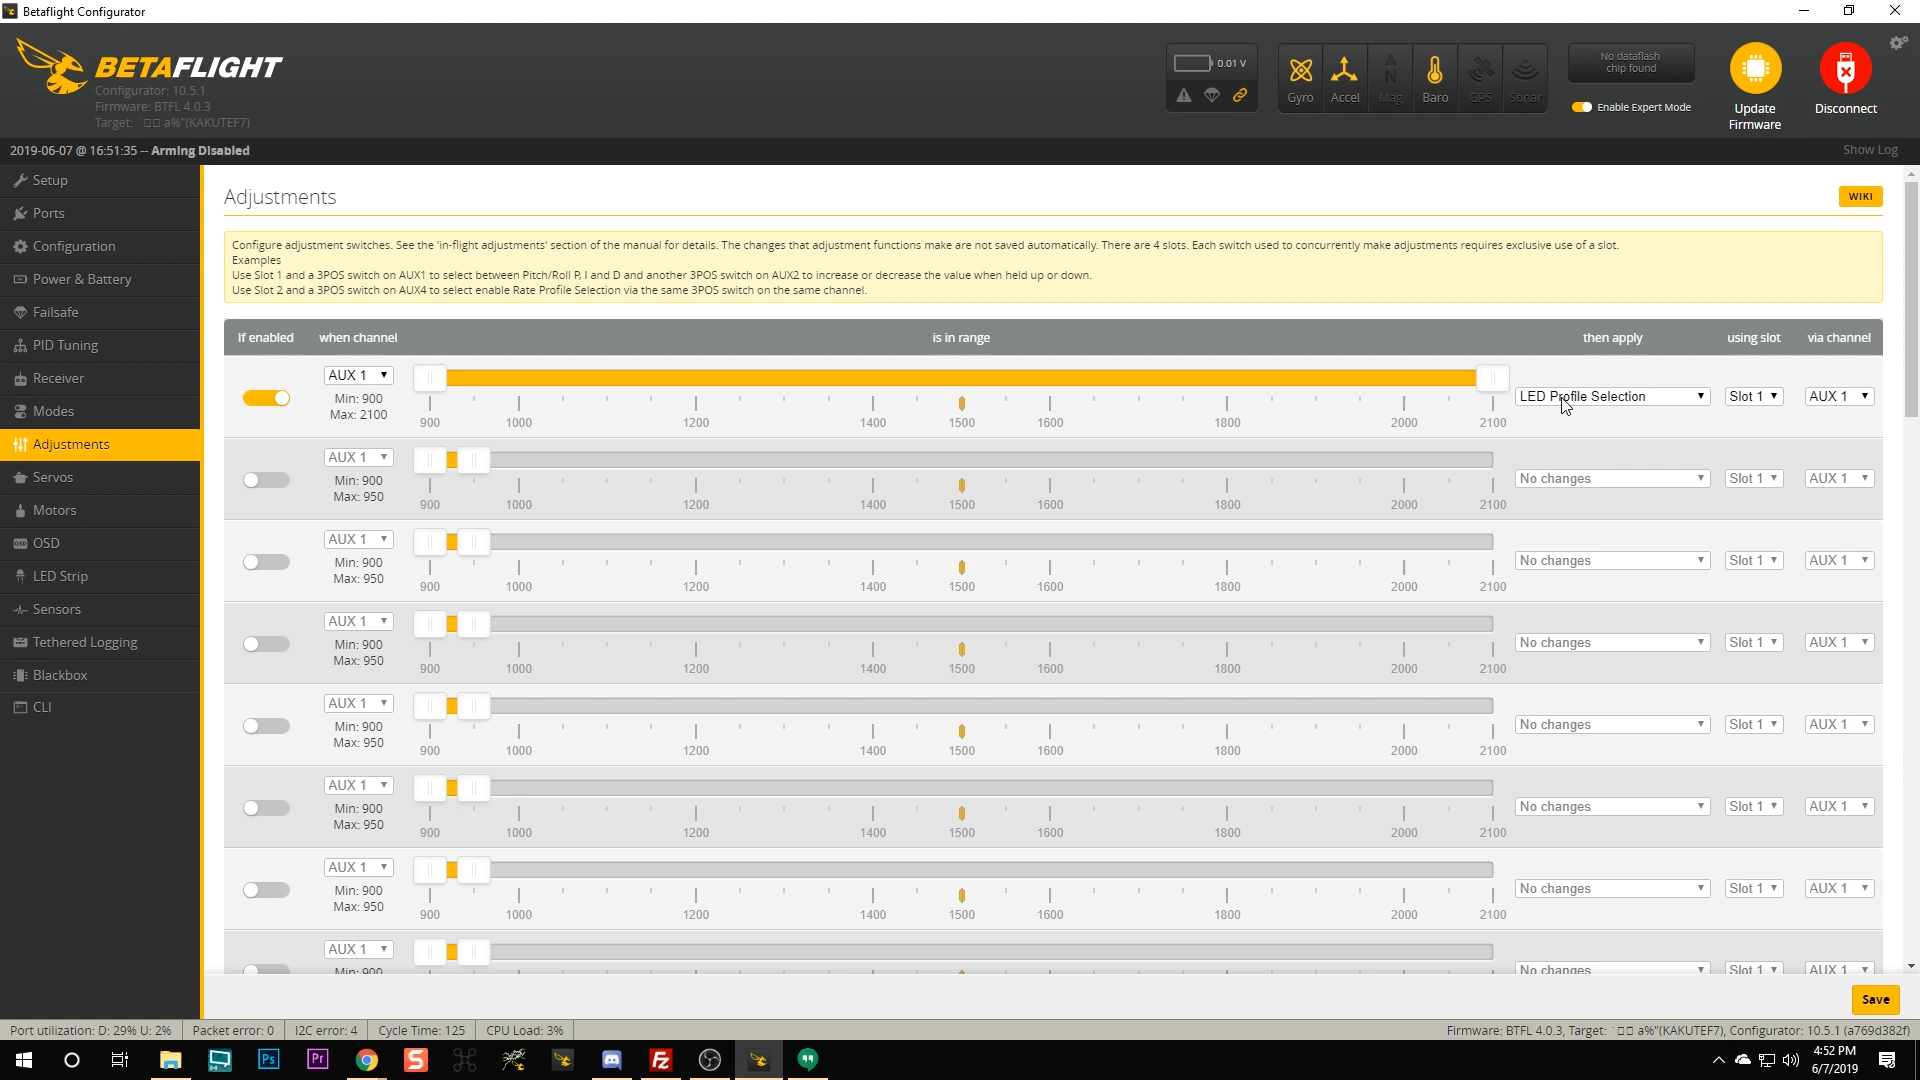 Betaflight Configurator
BETAFLIGHT
Configurator: 10.5.1
Firmware: BTFL 4.0.3
Target: ` a%"(KAKUTEF7)
0.01 V
Gyro
Accel
Mag
Baro
GPS
Sonar
No dataflash
chip found
Enable Expert Mode
Update
Firmware
Disconnect
2019-06-07 @ 16:51:35 -- Arming Disabled
Show Log
Setup
Ports
Configuration
Power & Battery
Failsafe
PID Tuning
Receiver
Modes
Adjustments
Servos
Motors
OSD
LED Strip
Sensors
Tethered Logging
Blackbox
CLI
Adjustments
WIKI
Configure adjustment switches. See the 'in-flight adjustments' section of the manual for details. The changes that adjustment functions make are not saved automatically. There are 4 slots. Each switch used to concurrently make adjustments requires exclusive use of a slot.
Examples
Use Slot 1 and a 3POS switch on AUX1 to select between Pitch/Roll P, I and D and another 3POS switch on AUX2 to increase or decrease the value when held up or down.
Use Slot 2 and a 3POS switch on AUX4 to select enable Rate Profile Selection via the same 3POS switch on the same channel.
If enabled when channel is in range then apply using slot via channel
AUX 1
Min: 900
Max: 2100
900 1000 1200 1400 1500 1600 1800 2000 2100
LED Profile Selection Slot 1 AUX 1
AUX 1
Min: 900
Max: 950
900 1000 1200 1400 1500 1600 1800 2000 2100
No changes Slot 1 AUX 1
AUX 1
Min: 900
Max: 950
900 1000 1200 1400 1500 1600 1800 2000 2100
No changes Slot 1 AUX 1
AUX 1
Min: 900
Max: 950
900 1000 1200 1400 1500 1600 1800 2000 2100
No changes Slot 1 AUX 1
AUX 1
Min: 900
Max: 950
900 1000 1200 1400 1500 1600 1800 2000 2100
No changes Slot 1 AUX 1
AUX 1
Min: 900
Max: 950
900 1000 1200 1400 1500 1600 1800 2000 2100
No changes Slot 1 AUX 1
AUX 1
Min: 900
Max: 950
900 1000 1200 1400 1500 1600 1800 2000 2100
No changes Slot 1 AUX 1
AUX 1
Min: 900
No changes Slot 1 AUX 1
Save
Port utilization: D: 29% U: 2% Packet error: 0 I2C error: 4 Cycle Time: 125 CPU Load: 3%
Firmware: BTFL 4.0.3, Target: ` a%"(KAKUTEF7), Configurator: 10.5.1 (a769d382f)
Ps
Pr
S
Fz
4:52 PM
6/7/2019